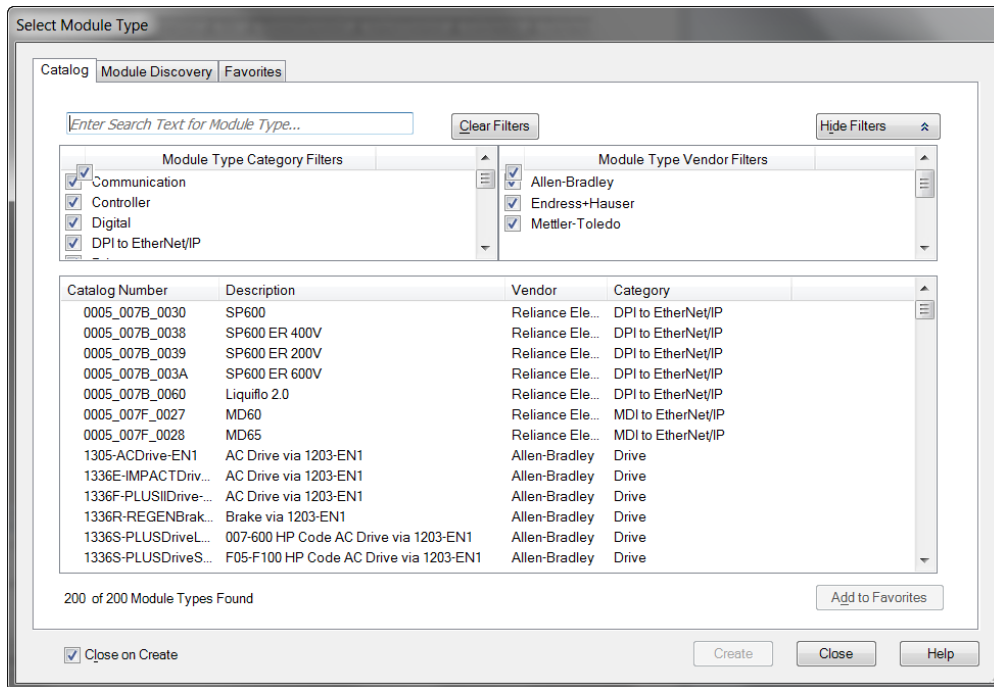 Select Module Type
Catalog Module Discovery Favorites
Enter Search Text for Module Type... Clear Filters Hide Filters
Module Type Category Filters Module Type Vendor Filters
Communication Allen-Bradley
Controller Endress+Hauser
Digital Mettler-Toledo
DPI to EtherNet/IP
Catalog Number Description Vendor Category
0005_007B_0030 SP600 Reliance Ele... DPI to EtherNet/IP
0005_007B_0038 SP600 ER 400V Reliance Ele... DPI to EtherNet/IP
0005_007B_0039 SP600 ER 200V Reliance Ele... DPI to EtherNet/IP
0005_007B_003A SP600 ER 600V Reliance Ele... DPI to EtherNet/IP
0005_007B_0060 Liquiflo 2.0 Reliance Ele... DPI to EtherNet/IP
0005_007F_0027 MD60 Reliance Ele... MDI to EtherNet/IP
0005_007F_0028 MD65 Reliance Ele... MDI to EtherNet/IP
1305-ACDrive-EN1 AC Drive via 1203-EN1 Allen-Bradley Drive
1336E-IMPACTDriv... AC Drive via 1203-EN1 Allen-Bradley Drive
1336F-PLUSIIDrive-... AC Drive via 1203-EN1 Allen-Bradley Drive
1336R-REGENBrak... Brake via 1203-EN1 Allen-Bradley Drive
1336S-PLUSDriveL... 007-600 HP Code AC Drive via 1203-EN1 Allen-Bradley Drive
1336S-PLUSDriveS... F05-F100 HP Code AC Drive via 1203-EN1 Allen-Bradley Drive
200 of 200 Module Types Found Add to Favorites
Close on Create Create Close Help